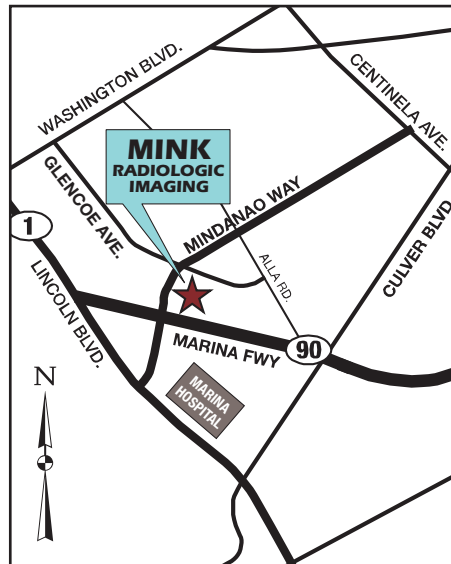 WASHINGTON BLVD.
CENTINELA AVE.
MINK
RADIOLOGIC
IMAGING
GLENCOE AVE.
MINDANAO WAY
1
ALLA RD.
CULVER BLVD
LINCOLN BLVD.
MARINA FWY
90
N
MARINA
HOSPITAL